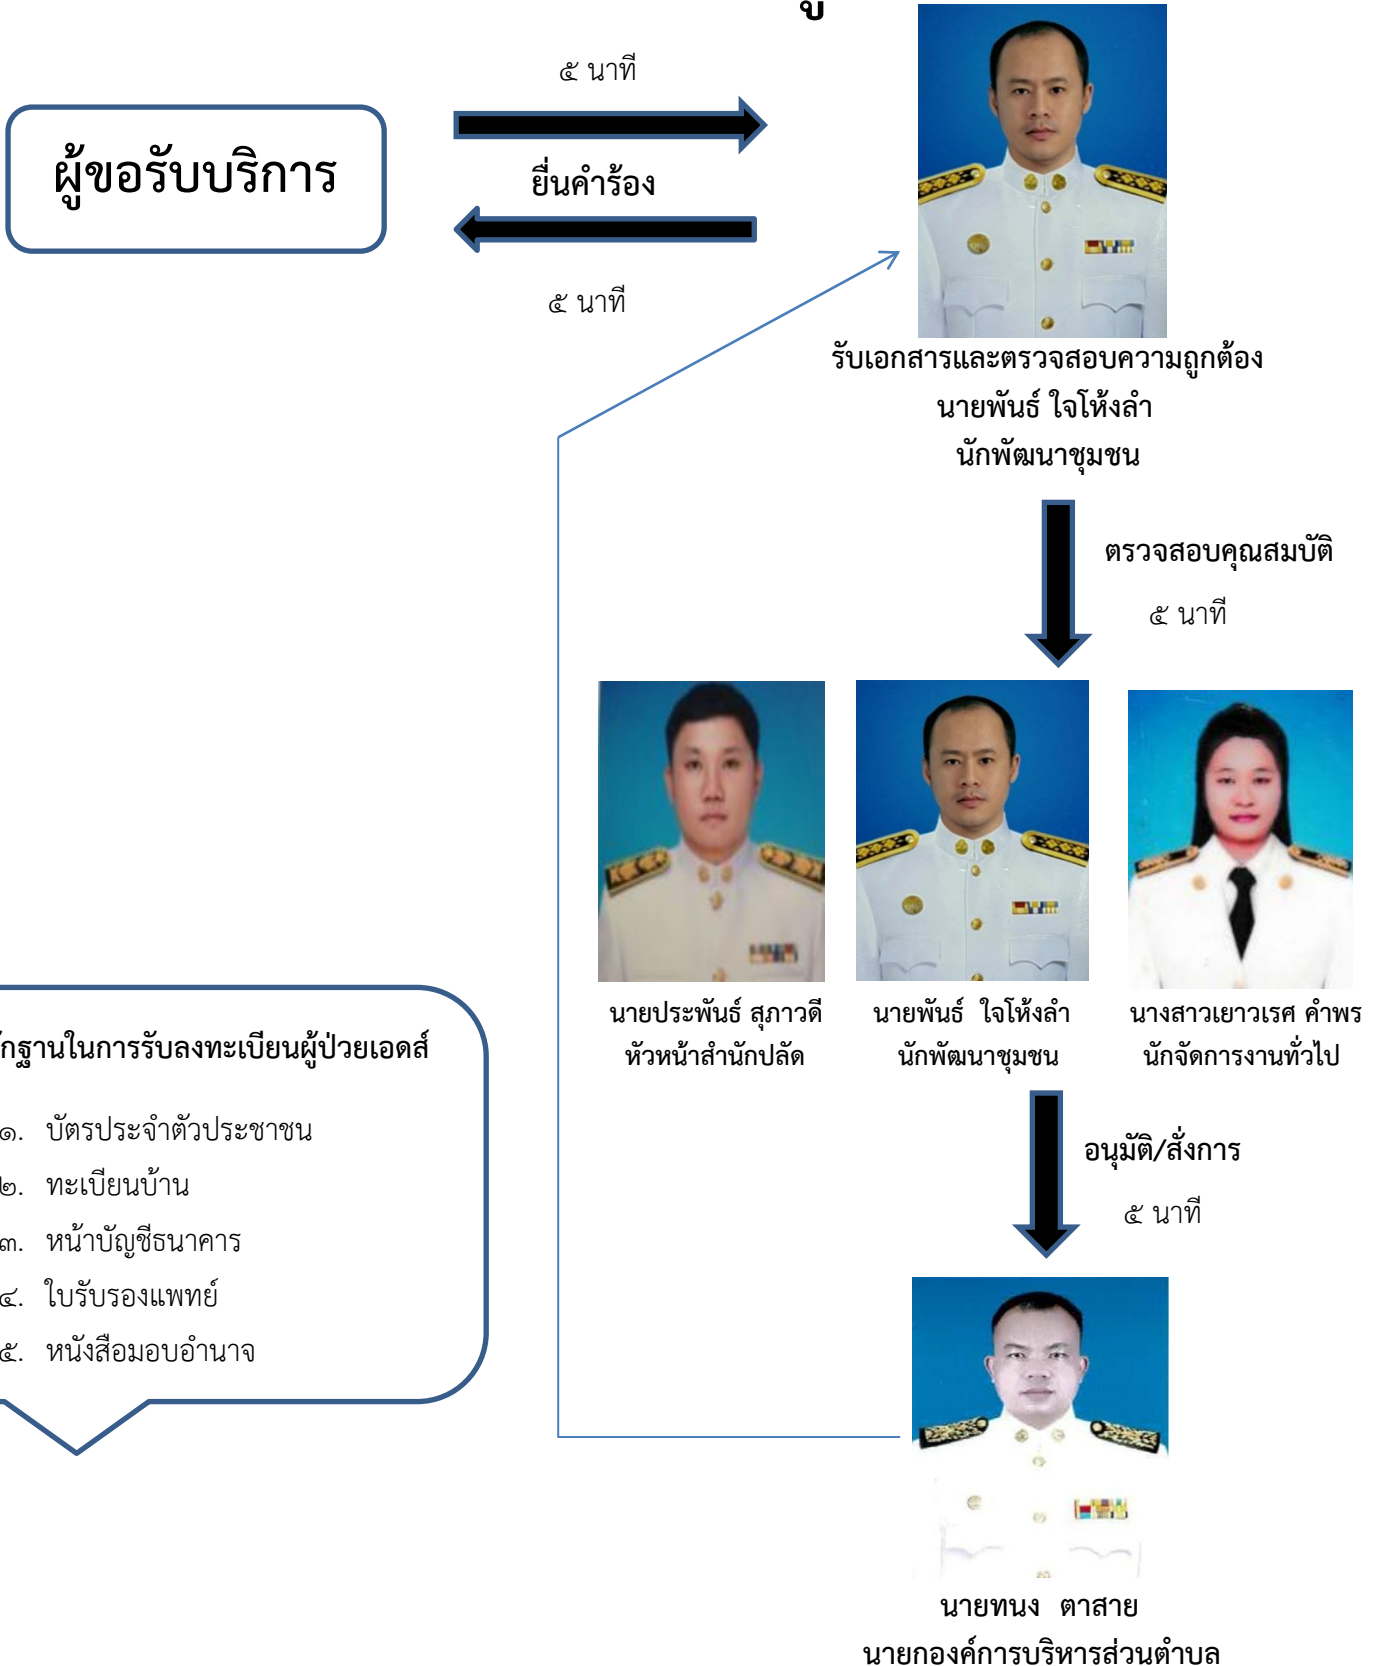 ๕ นาที
ผู้ขอรับบริการ
ยื่นคำร้อง
๕ นาที
รับเอกสารและตรวจสอบความถูกต้อง
นายพันธ์ ใจโห้งลำ
นักพัฒนาชุมชน
ตรวจสอบคุณสมบัติ
๕ นาที
นายประพันธ์ สุภาวดี
หัวหน้าสำนักปลัด
นายพันธ์ ใจโห้งลำ
นักพัฒนาชุมชน
นางสาวเยาวเรศ คำพร
นักจัดการงานทั่วไป
อนุมัติ/สั่งการ
๕ นาที
กฐานในการรับลงทะเบียนผู้ป่วยเอดส์
๑. บัตรประจำตัวประชาชน
๒. ทะเบียนบ้าน
๓. หน้าบัญชีธนาคาร
๔. ใบรับรองแพทย์
๕. หนังสือมอบอำนาจ
นายทนง ตาสาย
นายกองค์การบริหารส่วนตำบล